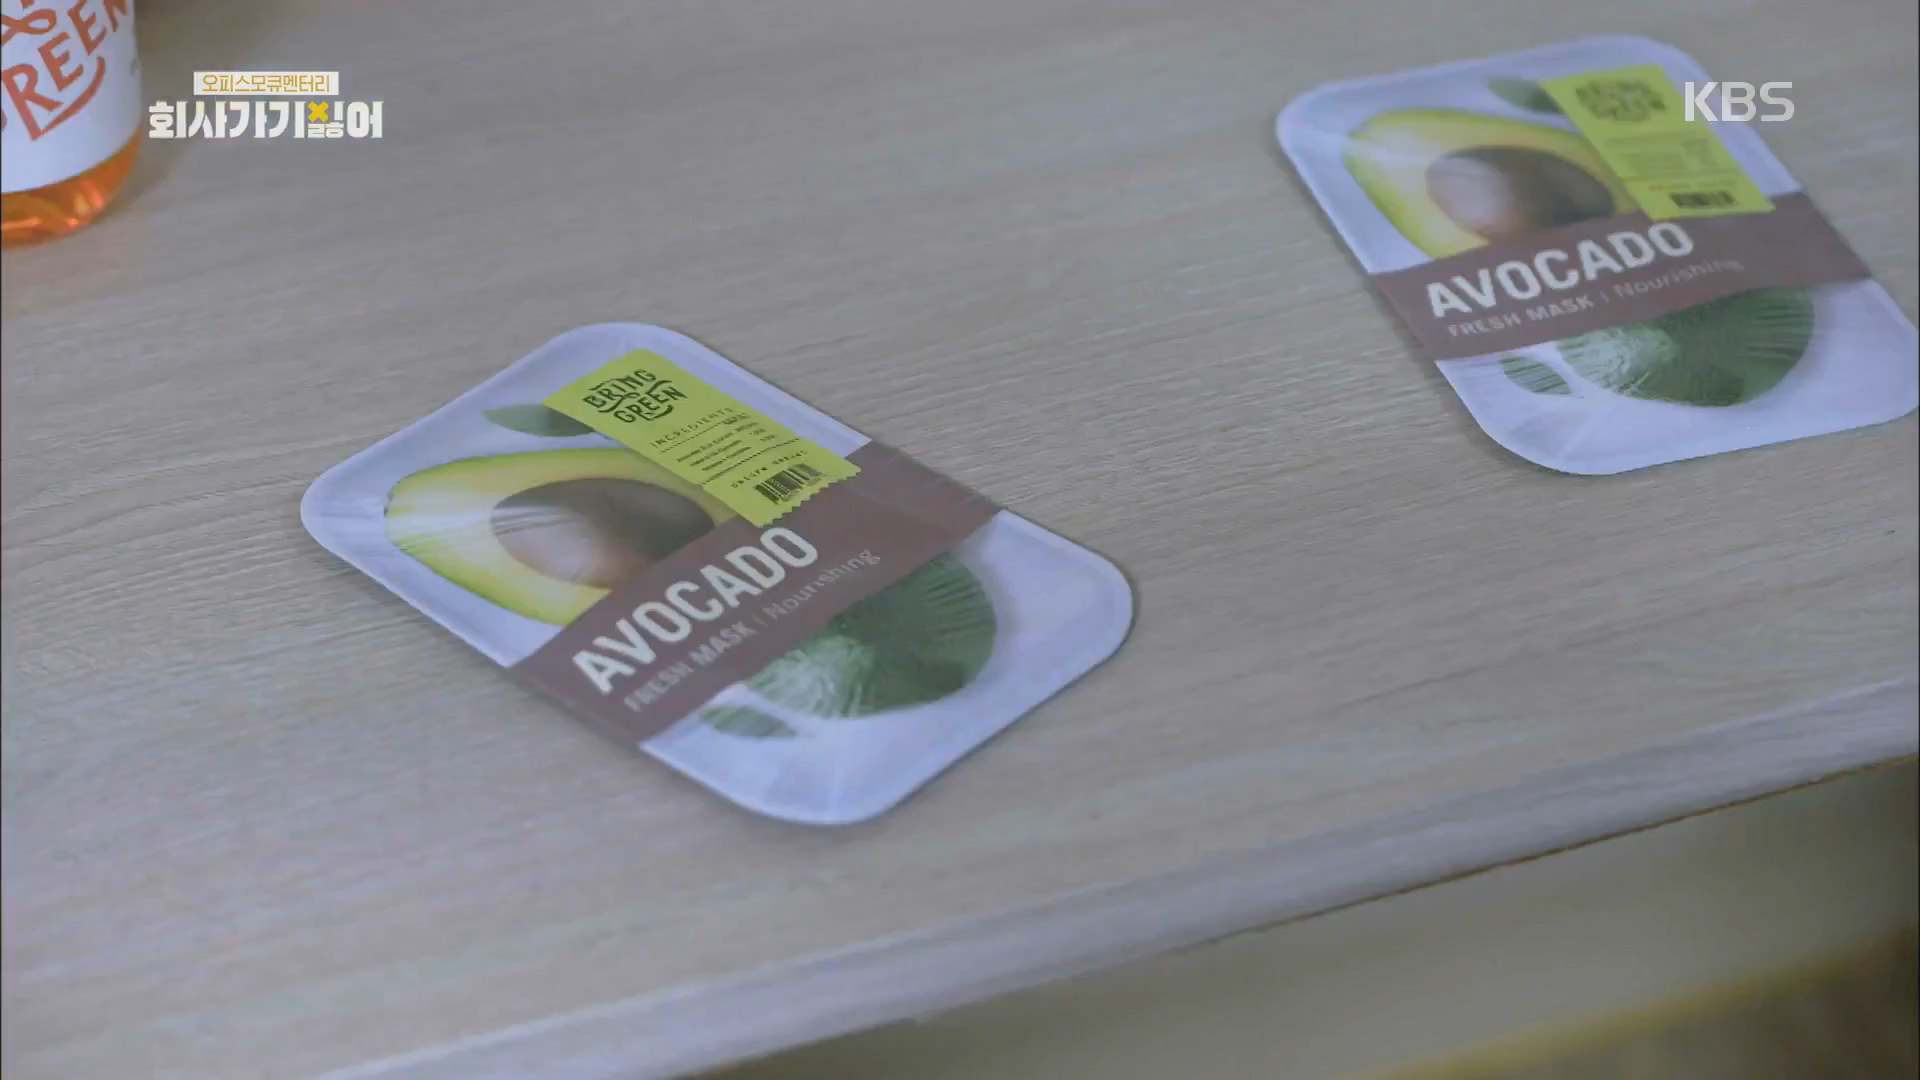 REEN
오피스모큐멘터리
회사가기싫어
KBS
BRING
GREEN
INGREDIENTS
AVOCADO
FRESH MASK | Nourishing
AVOCADO
FRESH MASK | Nourishing